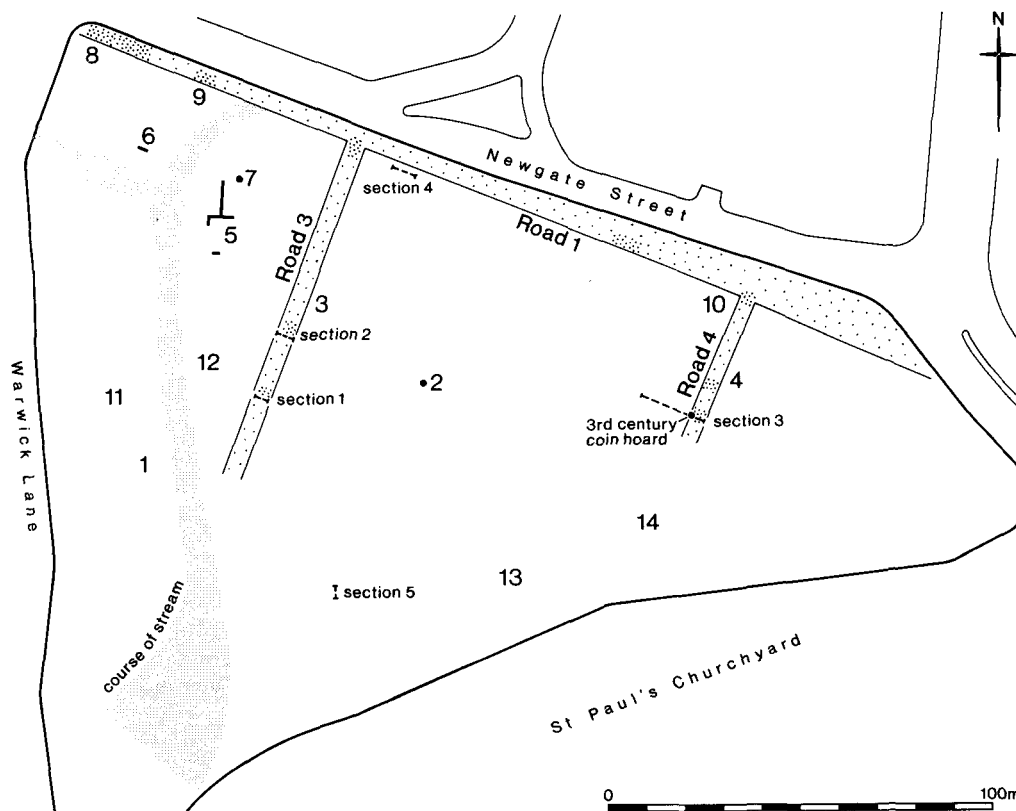 N
8
9
6
Newgate Street
7
section 4
5
Road 1
Road 3
3
10
section 2
Road 4
12
2
4
11
section 1
3rd century
coin hoard
section 3
Warwick Lane
1
14
13
section 5
course of stream
St Paul's Churchyard
0
100m